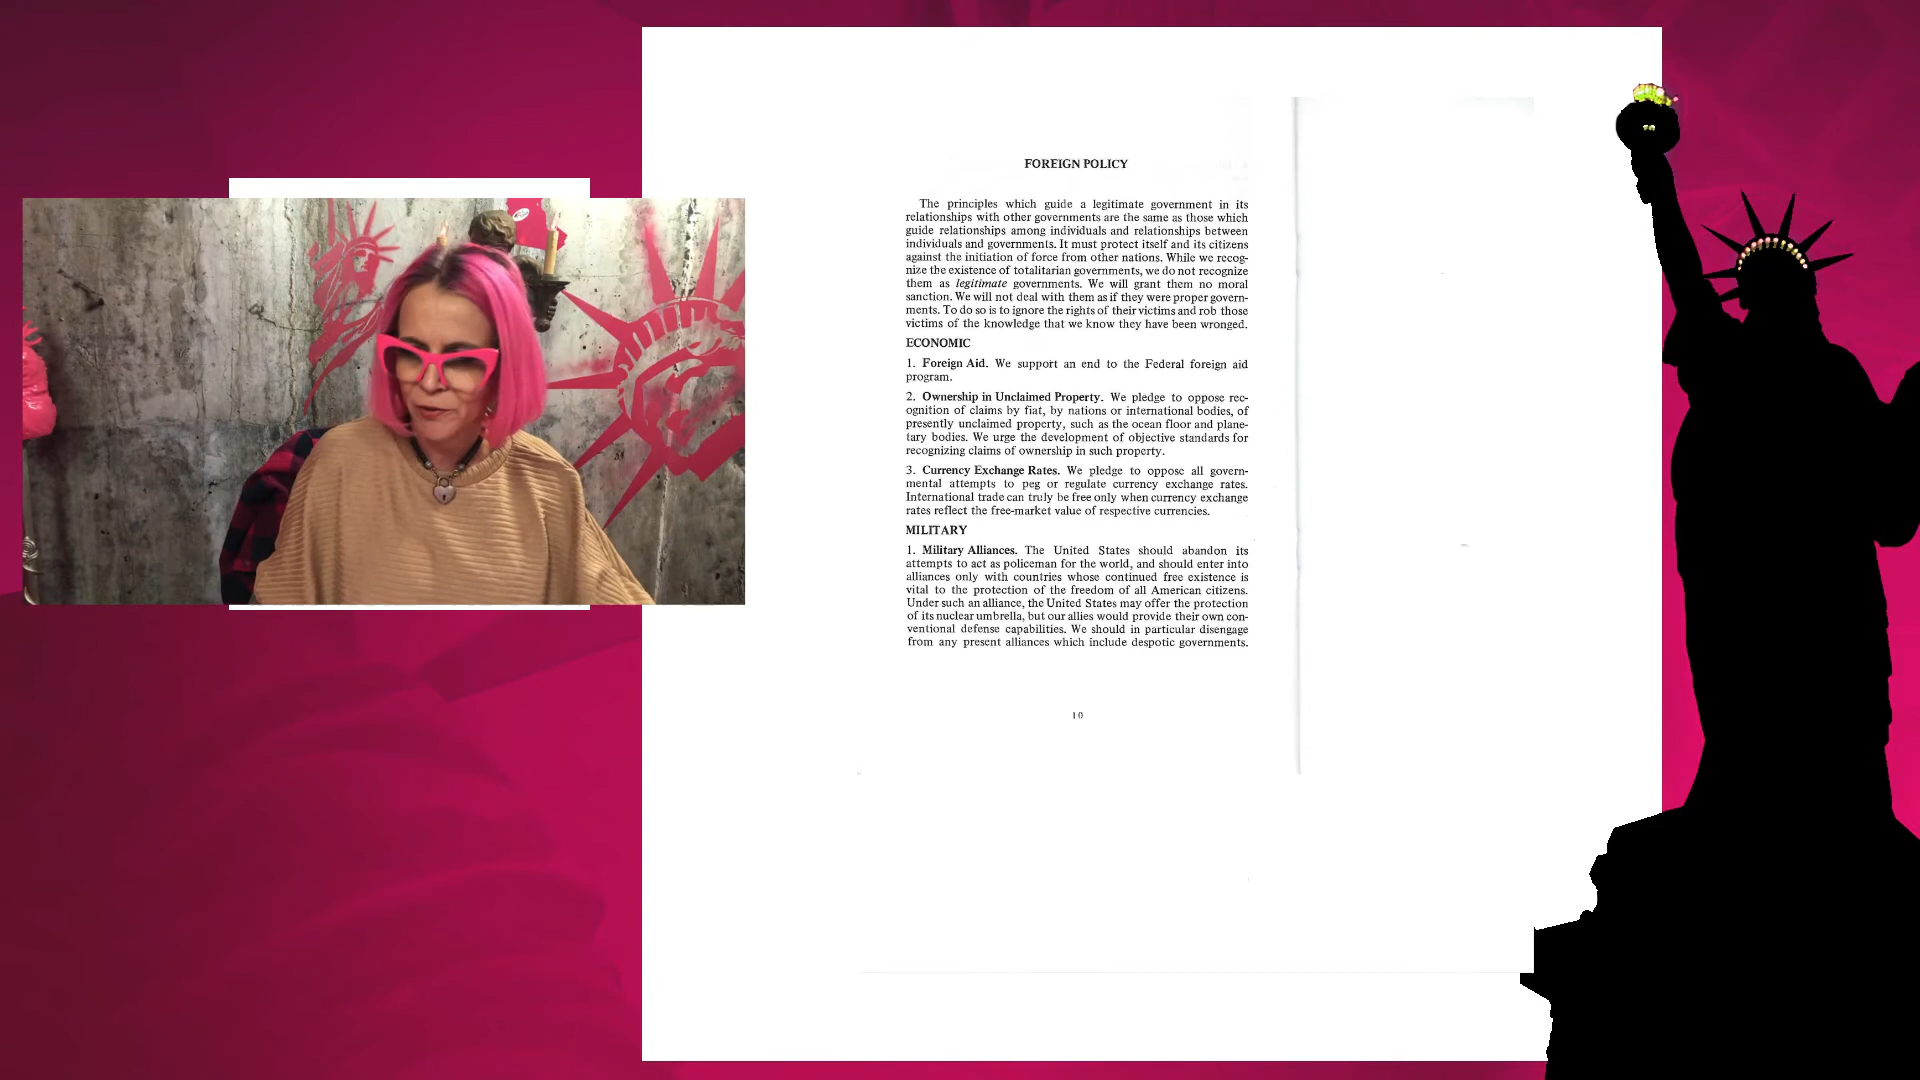 FOREIGN POLICY
The principles which guide a legitimate government in its
relationships with other governments are the same as those which
guide relationships among individuals and relationships between
individuals and governments. It must protect itself and its citizens
against the initiation of force from other nations. While we recog-
nize the existence of totalitarian governments, we do not recognize
them as legitimate governments. We will grant them no moral
sanction. We will not deal with them as if they were proper govern-
ments. To do so is to ignore the rights of their victims and rob those
victims of the knowledge that we know they have been wronged.
ECONOMIC
1. Foreign Aid. We support an end to the Federal foreign aid
program.
2. Ownership in Unclaimed Property. We pledge to oppose rec-
ognition of claims by fiat, by nations or international bodies, of
presently unclaimed property, such as the ocean floor and plane-
tary bodies. We urge the development of objective standards for
recognizing claims of ownership in such property.
3. Currency Exchange Rates. We pledge to oppose all govern-
mental attempts to peg or regulate currency exchange rates.
International trade can truly be free only when currency exchange
rates reflect the free-market value of respective currencies.
MILITARY
1. Military Alliances. The United States should abandon its
attempts to act as policeman for the world, and should enter into
alliances only with countries whose continued free existence is
vital to the protection of the freedom of all American citizens.
Under such an alliance, the United States may offer the protection
of its nuclear umbrella, but our allies would provide their own con-
ventional defense capabilities. We should in particular disengage
from any present alliances which include despotic governments.
10